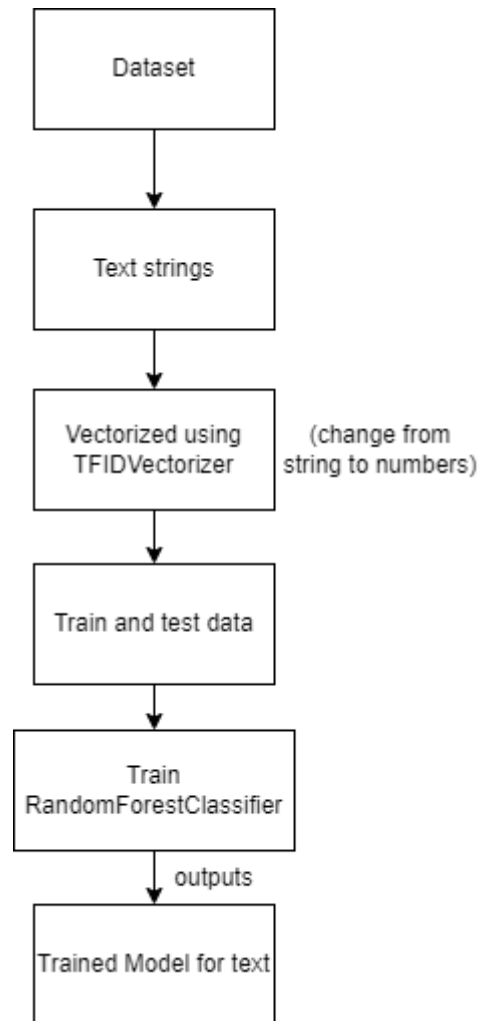 Dataset
Text strings
Vectorized using
TFIDVectorizer
(change from
string to numbers)
Train and test data
Train
RandomForestClassifier
outputs
Trained Model for text